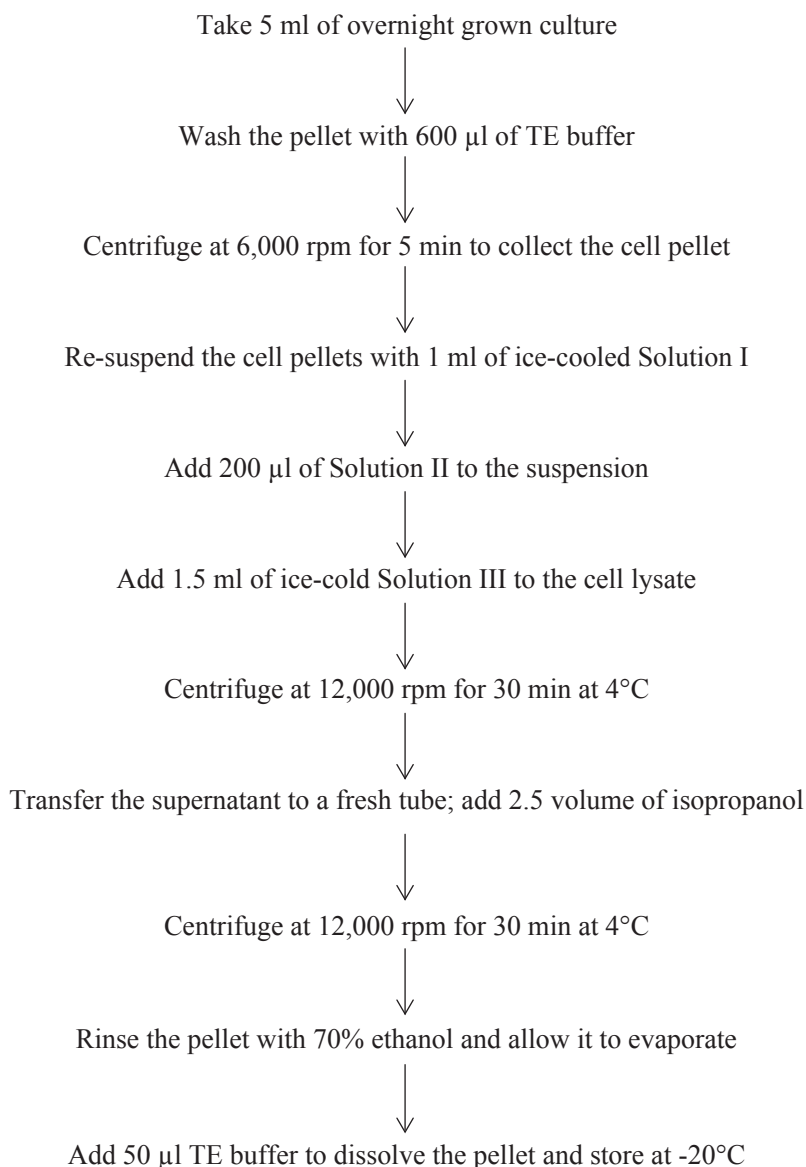 Take 5 ml of overnight grown culture
Wash the pellet with 600 µl of TE buffer
Centrifuge at 6,000 rpm for 5 min to collect the cell pellet
Re-suspend the cell pellets with 1 ml of ice-cooled Solution I
Add 200 µl of Solution II to the suspension
Add 1.5 ml of ice-cold Solution III to the cell lysate
Centrifuge at 12,000 rpm for 30 min at 4°C
Transfer the supernatant to a fresh tube; add 2.5 volume of isopropanol
Centrifuge at 12,000 rpm for 30 min at 4°C
Rinse the pellet with 70% ethanol and allow it to evaporate
Add 50 µl TE buffer to dissolve the pellet and store at -20°C